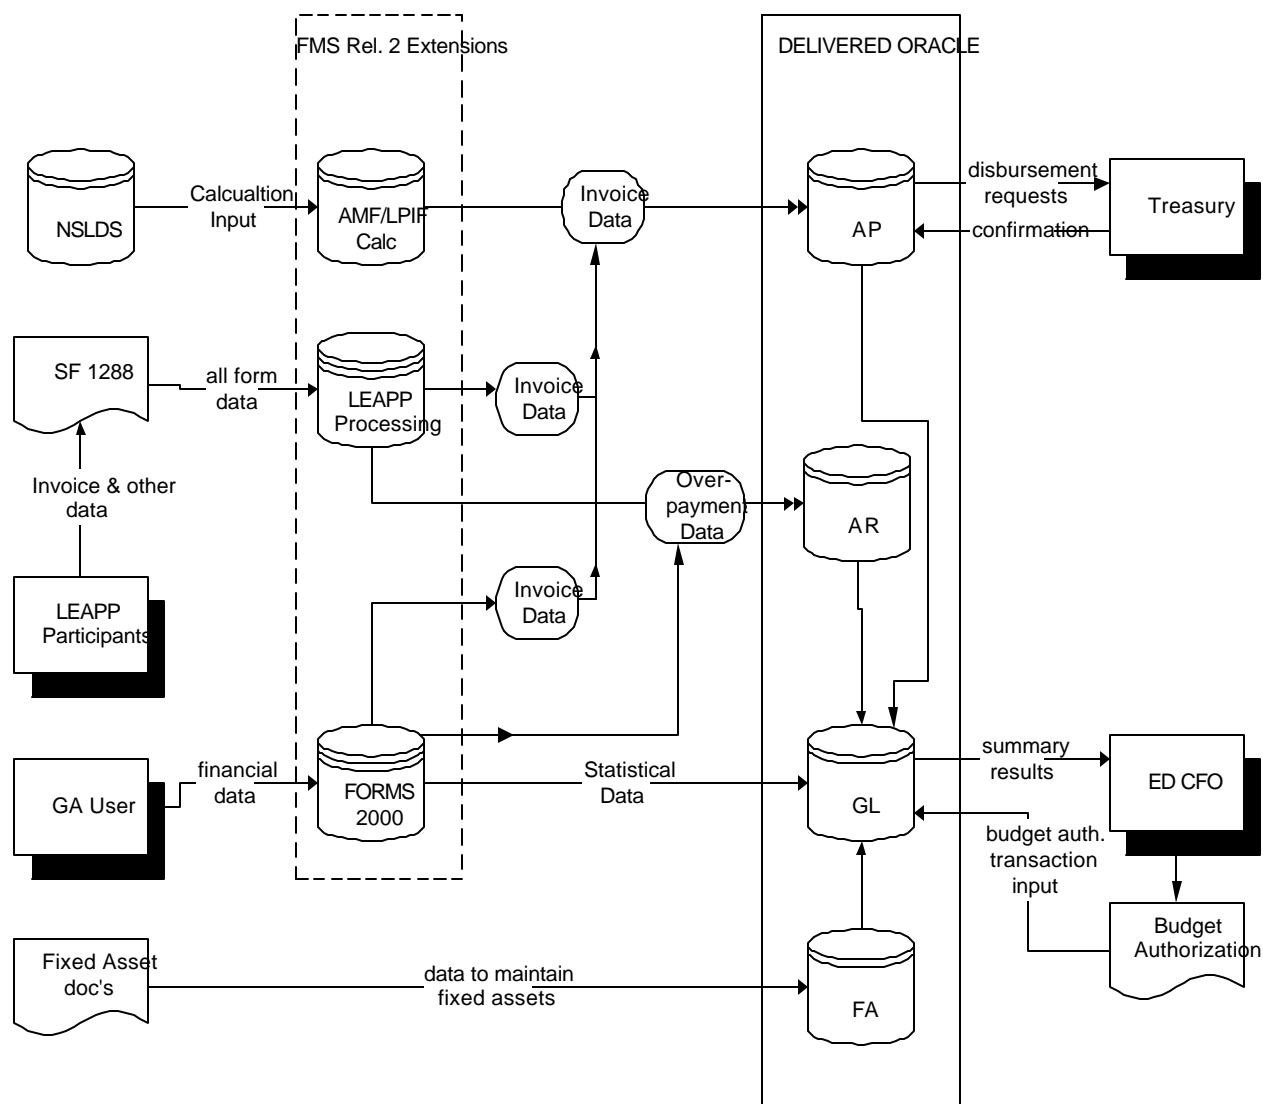 FMS Rel. 2 Extensions
DELIVERED ORACLE
NSLDS
Calcualtion
Input
AMF/LPIF
Calc
Invoice
Data
AP
disbursement
requests
confirmation
Treasury
SF 1288
all form
data
LEAPP
Processing
Invoice
Data
Invoice & other
data
Over-
payment
Data
AR
LEAPP
Participants
Invoice
Data
GA User
financial
data
FORMS
2000
Statistical
Data
GL
summary
results
ED CFO
budget auth.
transaction
input
Budget
Authorization
Fixed Asset
doc's
data to maintain
fixed assets
FA